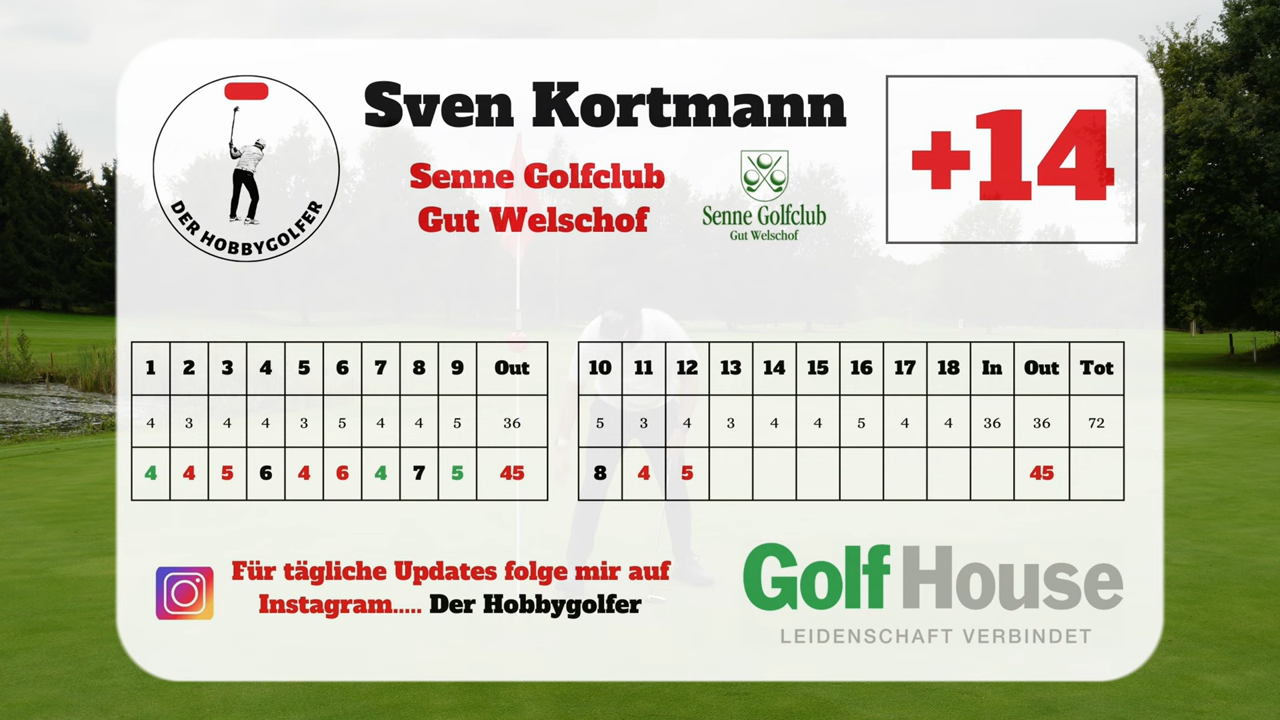 DER HOBBYGOLFER
Sven Kortmann
Senne Golfclub
Gut Welschof
Senne Golfclub
Gut Welschof
+14
1 2 3 4 5 6 7 8 9 Out
4 3 4 4 3 5 4 4 5 36
4 4 5 6 4 6 4 7 5 45
10 11 12 13 14 15 16 17 18 In Out Tot
5 3 4 3 4 4 5 4 4 36 36 72
8 4 5 45
Für tägliche Updates folge mir auf
Instagram..... Der Hobbygolfer
GolfHouse
LEIDENSCHAFT VERBINDET